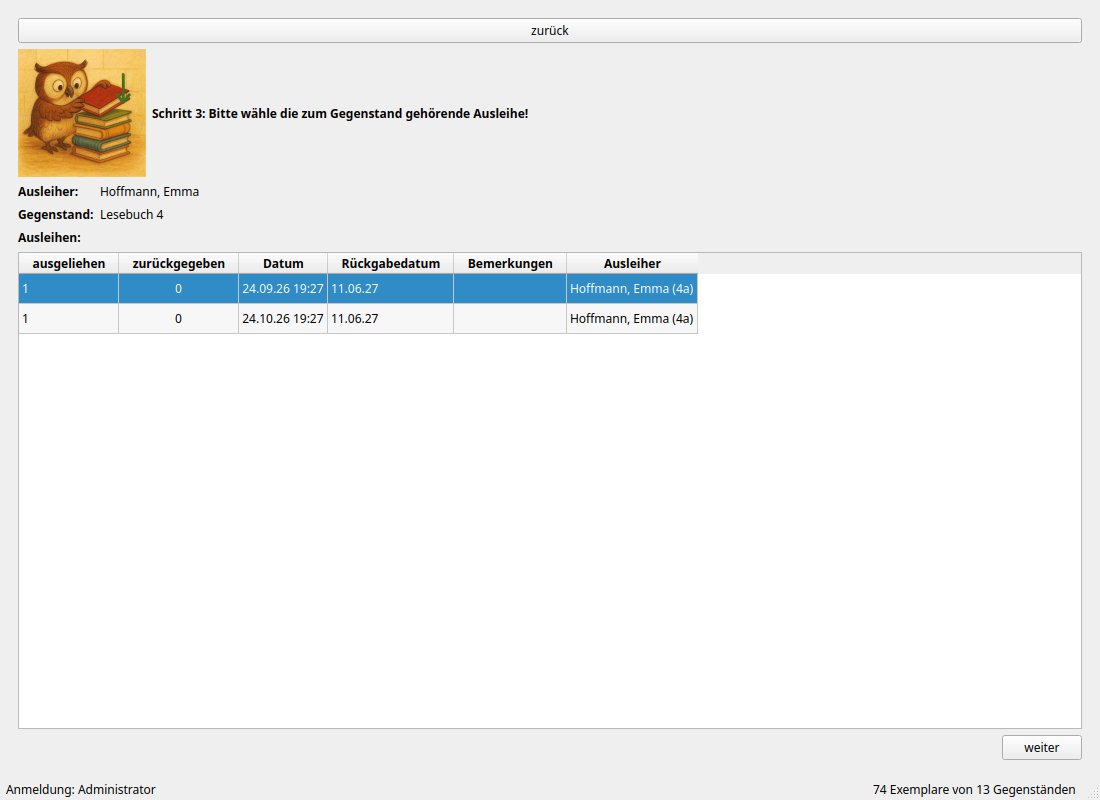 zurück
Schritt 3: Bitte wähle die zum Gegenstand gehörende Ausleihe!
Ausleiher: Hoffmann, Emma
Gegenstand: Lesebuch 4
Ausleihen:
ausgeliehen zurückgegeben Datum Rückgabedatum Bemerkungen Ausleiher
1 0 24.09.26 19:27 11.06.27 Hoffmann, Emma (4a)
1 0 24.10.26 19:27 11.06.27 Hoffmann, Emma (4a)
weiter
Anmeldung: Administrator 74 Exemplare von 13 Gegenständen